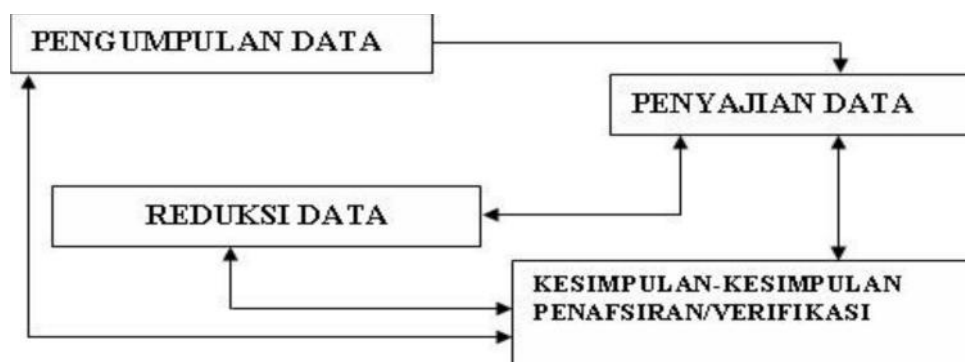 PENGUMPULAN DATA
PENYAJIAN DATA
REDUKSI DATA
KESIMPULAN-KESIMPULAN
PENAFSIRAN/VERIFIKASI